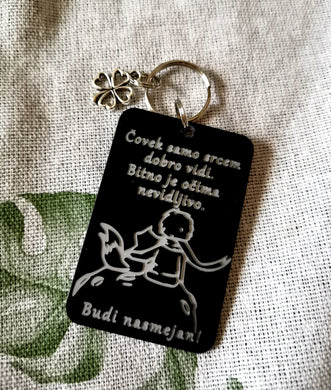 Čovek samo srcem
dobro vidi.
Bitno je očima
nevidljivo.
Budi nasmejan!